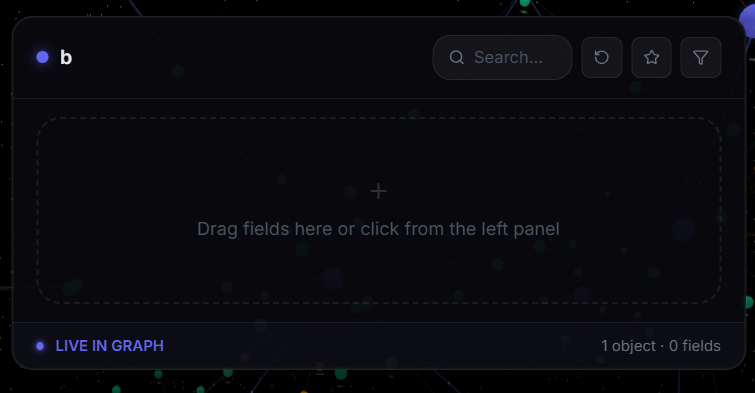 b
Search...
Drag fields here or click from the left panel
LIVE IN GRAPH
1 object · 0 fields